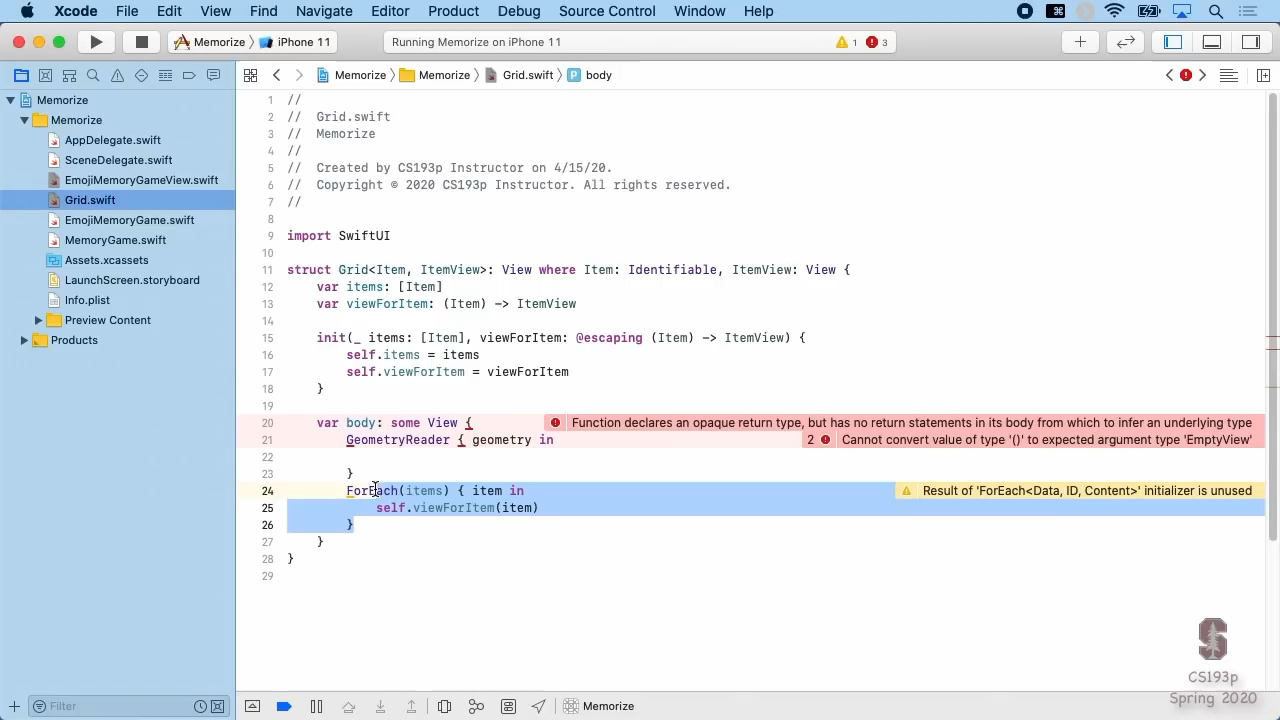 Xcode File Edit View Find Navigate Editor Product Debug Source Control Window Help
Memorize iPhone 11 Running Memorize on iPhone 11 1 3
Memorize Memorize Grid.swift P body
Memorize
Memorize
AppDelegate.swift
SceneDelegate.swift
EmojiMemoryGameView.swift
Grid.swift
EmojiMemoryGame.swift
MemoryGame.swift
Assets.xcassets
LaunchScreen.storyboard
Info.plist
Preview Content
Products
Filter
1 //
2 // Grid.swift
3 // Memorize
4 //
5 // Created by CS193p Instructor on 4/15/20.
6 // Copyright © 2020 CS193p Instructor. All rights reserved.
7 //
8
9 import SwiftUI
10
11 struct Grid<Item, ItemView>: View where Item: Identifiable, ItemView: View {
12 var items: [Item]
13 var viewForItem: (Item) -> ItemView
14
15 init(_ items: [Item], viewForItem: @escaping (Item) -> ItemView) {
16 self.items = items
17 self.viewForItem = viewForItem
18 }
19
20 var body: some View { Function declares an opaque return type, but has no return statements in its body from which to infer an underlying type
21 GeometryReader { geometry in 2 Cannot convert value of type '()' to expected argument type 'EmptyView'
22
23 }
24 ForEach(items) { item in Result of 'ForEach<Data, ID, Content>' initializer is unused
25 self.viewForItem(item)
26 }
27 }
28 }
29
Memorize
S
CS193p
Spring 2020